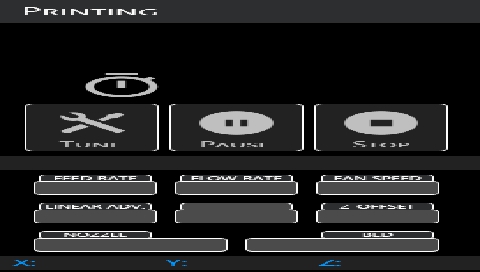 PRINTING
TUNE PAUSE STOP
FEED RATE FLOW RATE FAN SPEED
LINEAR ADV. Z OFFSET
NOZZLE BED
X: Y: Z: